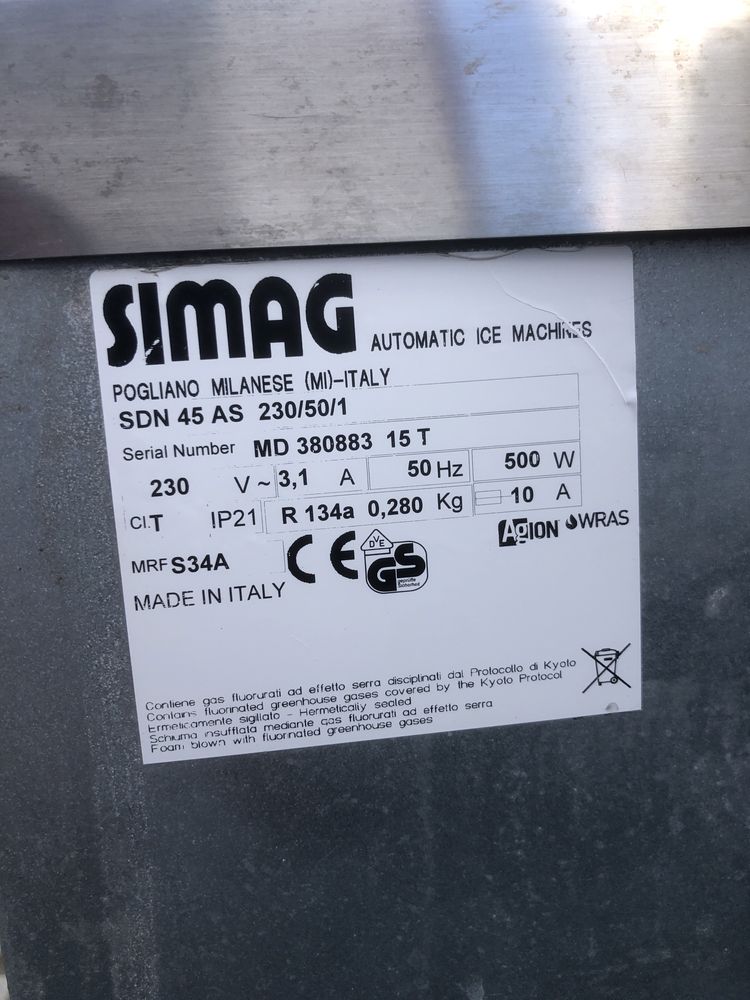 SIMAG AUTOMATIC ICE MACHINES
POGLIANO MILANESE (MI)-ITALY
SDN 45 AS 230/50/1
Serial Number MD 380883 15 T
230 V ~ 3,1 A 50 Hz 500 W
Cl.T IP21 R 134a 0,280 Kg 10 A
AgION WRAS
MRF S34A CE DVE GS geprüfte Sicherheit
MADE IN ITALY
Contiene gas fluorurati ad effetto serra disciplinati dal Protocollo di Kyoto
Contains fluorinated greenhouse gases covered by the Kyoto Protocol
Ermeticamente sigillato - Hermetically sealed
Schiuma insufflata mediante gas fluorurati ad effetto serra
Foam blown with fluorinated greenhouse gases